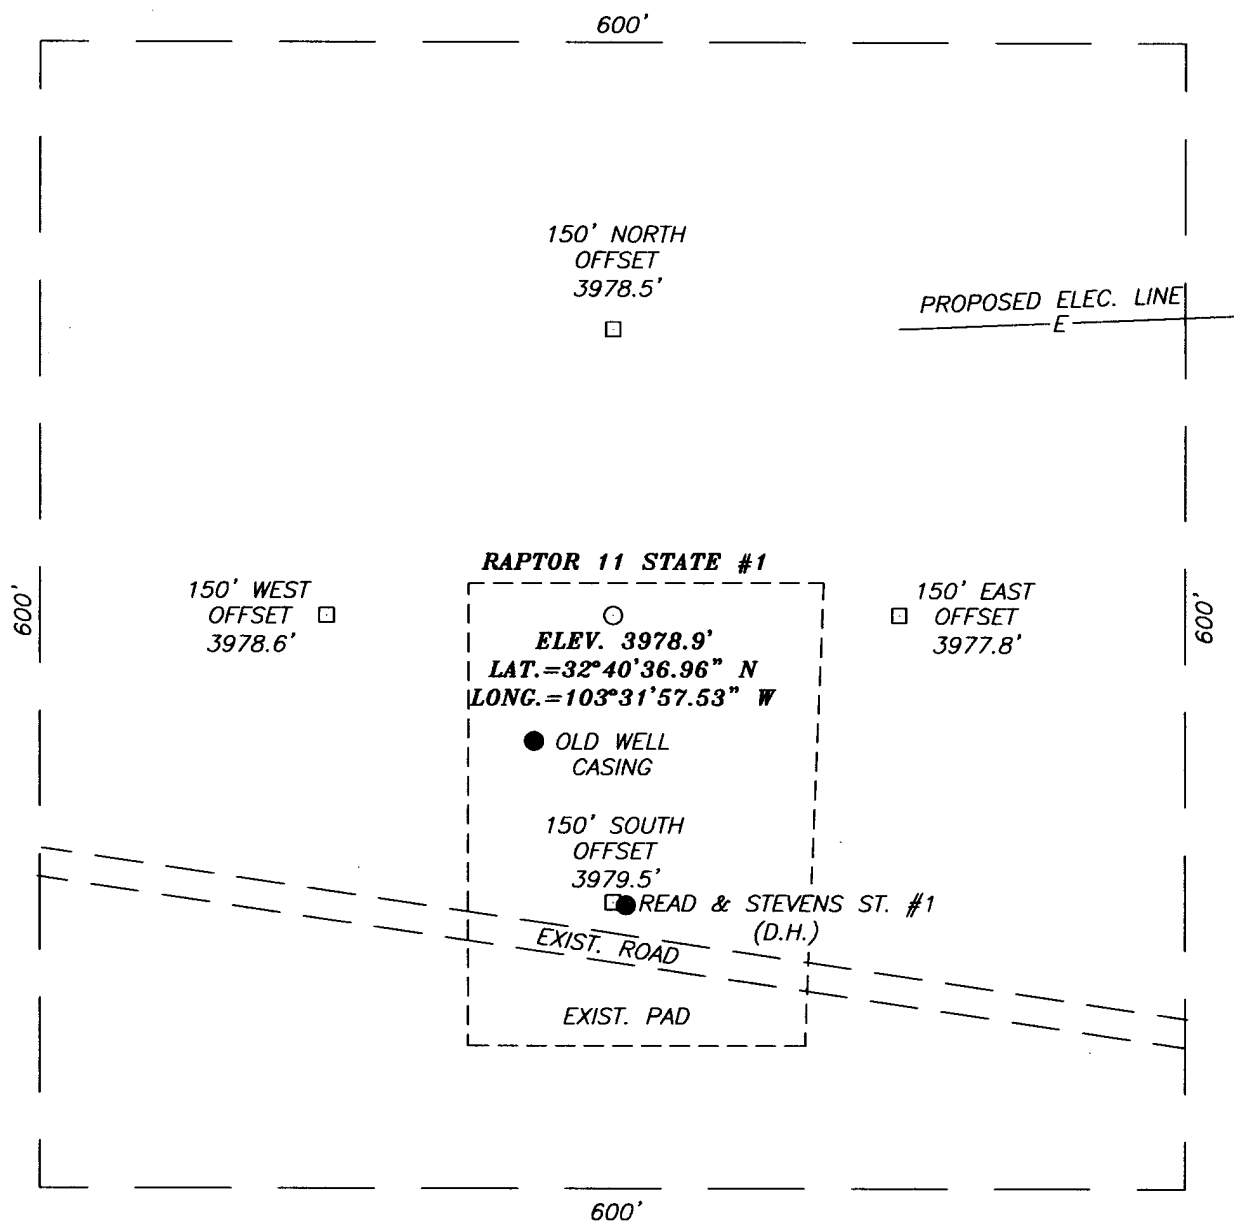 600'
150' NORTH
OFFSET
3978.5'
PROPOSED ELEC. LINE
E
RAPTOR 11 STATE #1
600'
150' WEST
OFFSET
3978.6'
ELEV. 3978.9'
LAT.=32°40'36.96" N
LONG.=103°31'57.53" W
150' EAST
OFFSET
3977.8'
600'
OLD WELL
CASING
150' SOUTH
OFFSET
3979.5'
READ & STEVENS ST. #1
(D.H.)
EXIST. ROAD
EXIST. PAD
600'